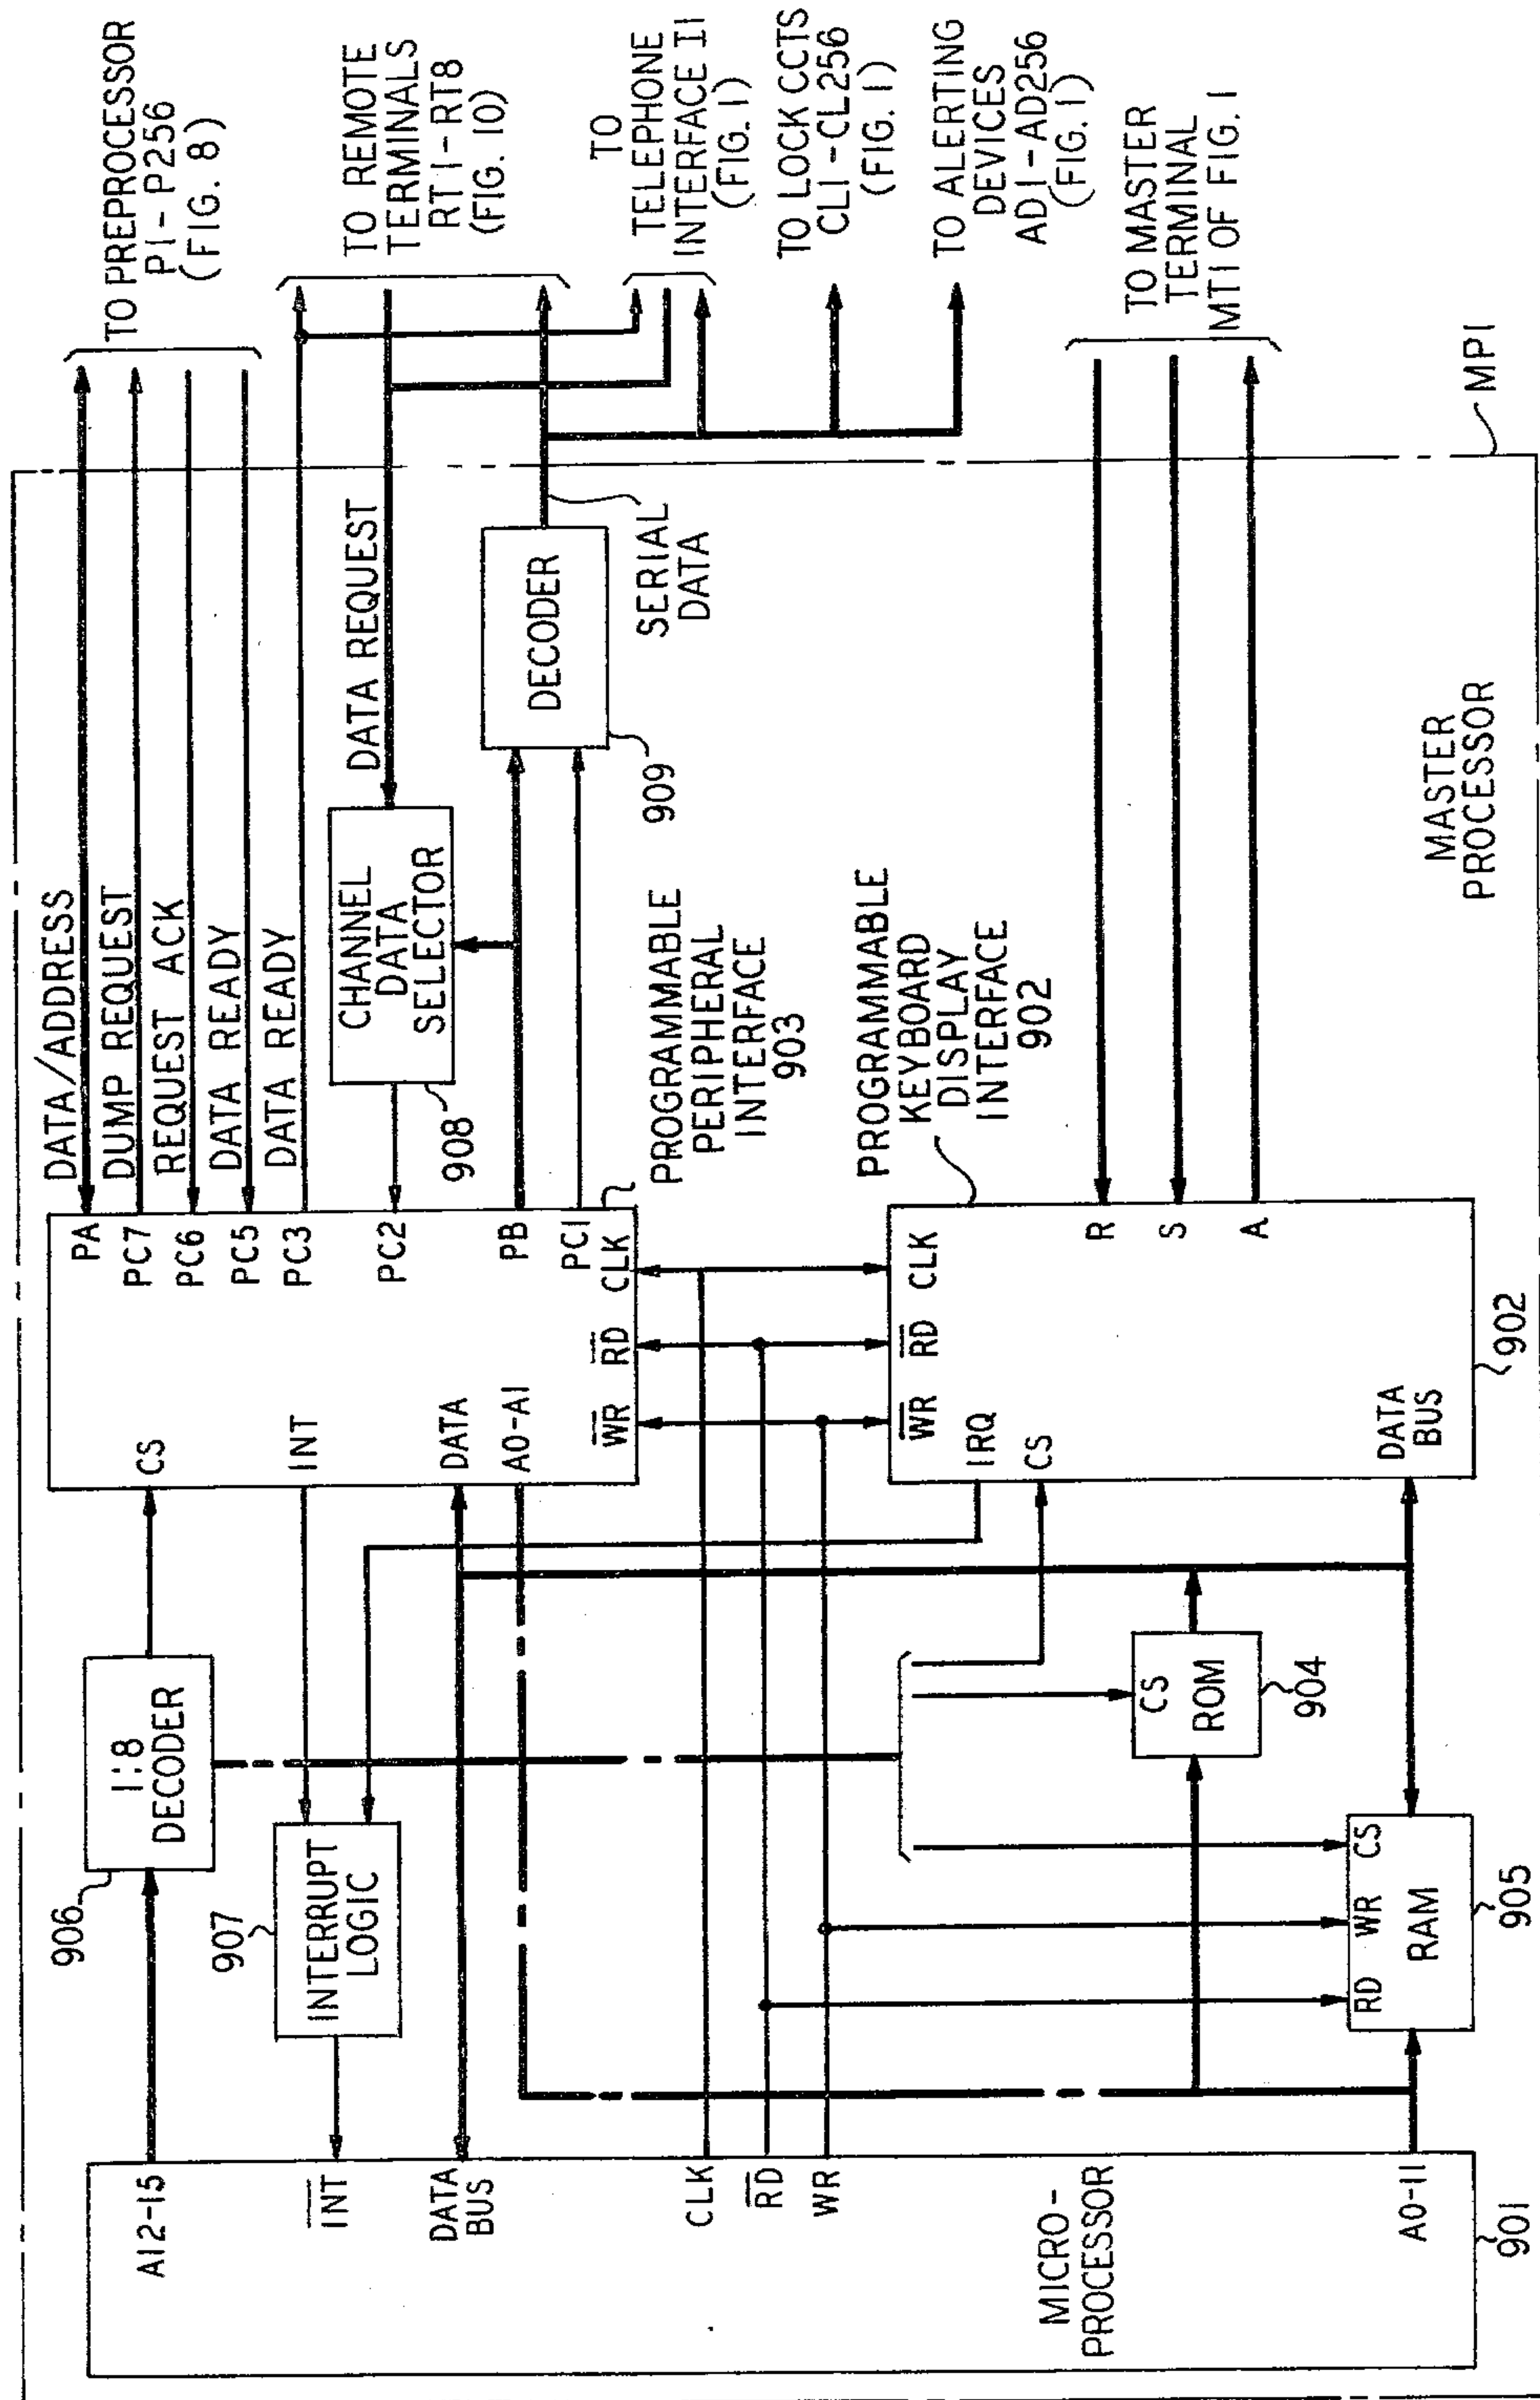 DATA/ADDRESS
DUMP REQUEST
REQUEST ACK
DATA READY
DATA READY
TO PREPROCESSOR
P1-P256
(FIG. 8)
TO REMOTE
TERMINALS
RT1-RT8
(FIG. 10)
TO
TELEPHONE
INTERFACE 11
(FIG. 1)
TO LOCK CCTS
CL1-CL256
(FIG. 1)
TO ALERTING
DEVICES
AD1-AD256
(FIG. 1)
TO MASTER
TERMINAL
MT1 OF FIG. 1
MP1
DATA REQUEST
CHANNEL
DATA
SELECTOR
908
DECODER
909
SERIAL
DATA
PROGRAMMABLE
PERIPHERAL
INTERFACE
903
PROGRAMMABLE
KEYBOARD
DISPLAY
INTERFACE
902
MASTER
PROCESSOR
PA
PC7
PC6
PC5
PC3
PC2
PB
PC1
CLK
RD
WR
CS
INT
DATA
A0-A1
CLK
RD
WR
IRQ
CS
R
S
A
DATA
BUS
902
1:8
DECODER
906
INTERRUPT
LOGIC
907
CS
ROM
904
RD
WR
CS
RAM
905
A12-15
INT
DATA
BUS
CLK
RD
WR
A0-11
MICRO-
PROCESSOR
901